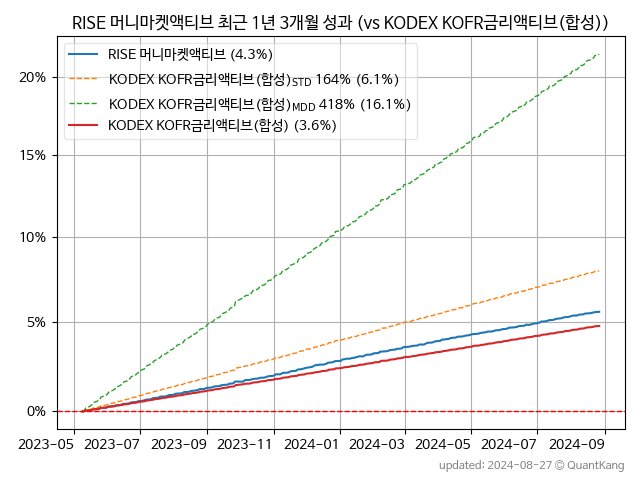 RISE 머니마켓액티브 최근 1년 3개월 성과 (vs KODEX KOFR금리액티브(합성))
RISE 머니마켓액티브 (4.3%)
KODEX KOFR금리액티브(합성)STD 164% (6.1%)
KODEX KOFR금리액티브(합성)MDD 418% (16.1%)
KODEX KOFR금리액티브(합성) (3.6%)
20%
15%
10%
5%
0%
2023-05 2023-07 2023-09 2023-11 2024-01 2024-03 2024-05 2024-07 2024-09
updated: 2024-08-27 © QuantKang